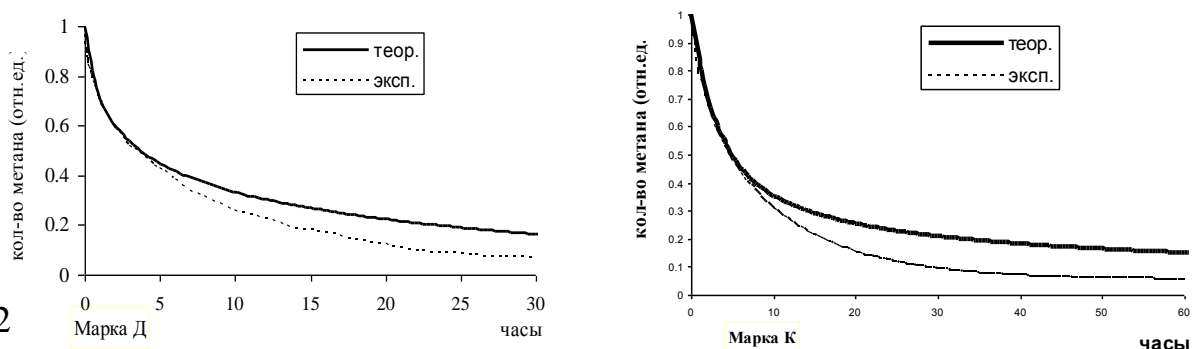 кол-во метана (отн.ед.)
1
0.8
0.6
0.4
0.2
0
теор.
эксп.
0 5 10 15 20 25 30
2
Марка Д
часы
кол-во метана (отн.ед.
1
0.9
0.8
0.7
0.6
0.5
0.4
0.3
0.2
0.1
0
теор.
эксп.
0 10 20 30 40 50 60
Марка К
часы